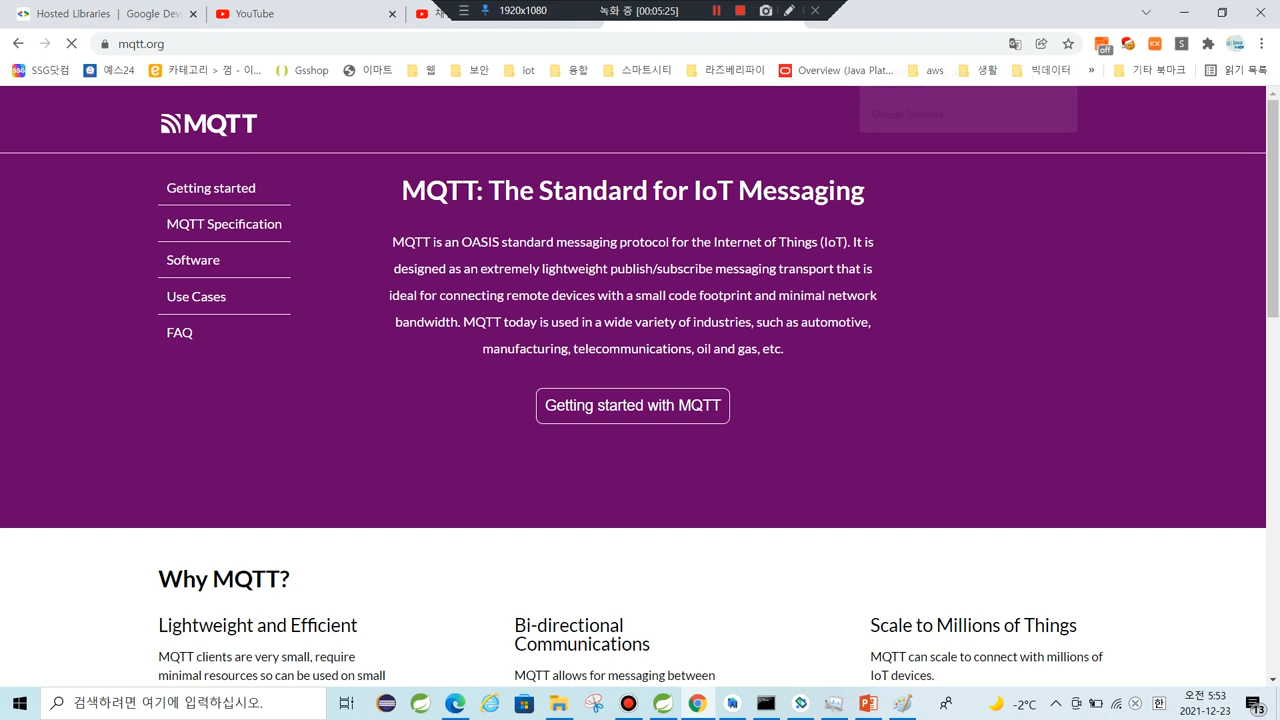 Hosted Libraries | Google Dev
YouTube
1920x1080
녹화 중 [00:05:25]
mqtt.org
off
EX
S
SSG닷컴
예스24
카테고리 > 껌 - 이...
Gsshop
이마트
웹
보안
iot
융합
스마트시티
라즈베리파이
Overview (Java Plat...
aws
생활
빅데이터
»
기타 북마크
읽기 목록
MQTT
Google Translate
Getting started
MQTT Specification
Software
Use Cases
FAQ
MQTT: The Standard for IoT Messaging
MQTT is an OASIS standard messaging protocol for the Internet of Things (IoT). It is
designed as an extremely lightweight publish/subscribe messaging transport that is
ideal for connecting remote devices with a small code footprint and minimal network
bandwidth. MQTT today is used in a wide variety of industries, such as automotive,
manufacturing, telecommunications, oil and gas, etc.
Getting started with MQTT
Why MQTT?
Lightweight and Efficient
MQTT clients are very small, require
minimal resources so can be used on small
Bi-directional
Communications
MQTT allows for messaging between
Scale to Millions of Things
MQTT can scale to connect with millions of
IoT devices.
검색하려면 여기에 입력하십시오.
-2°C
한
오전 5:53
2021-12-23
13